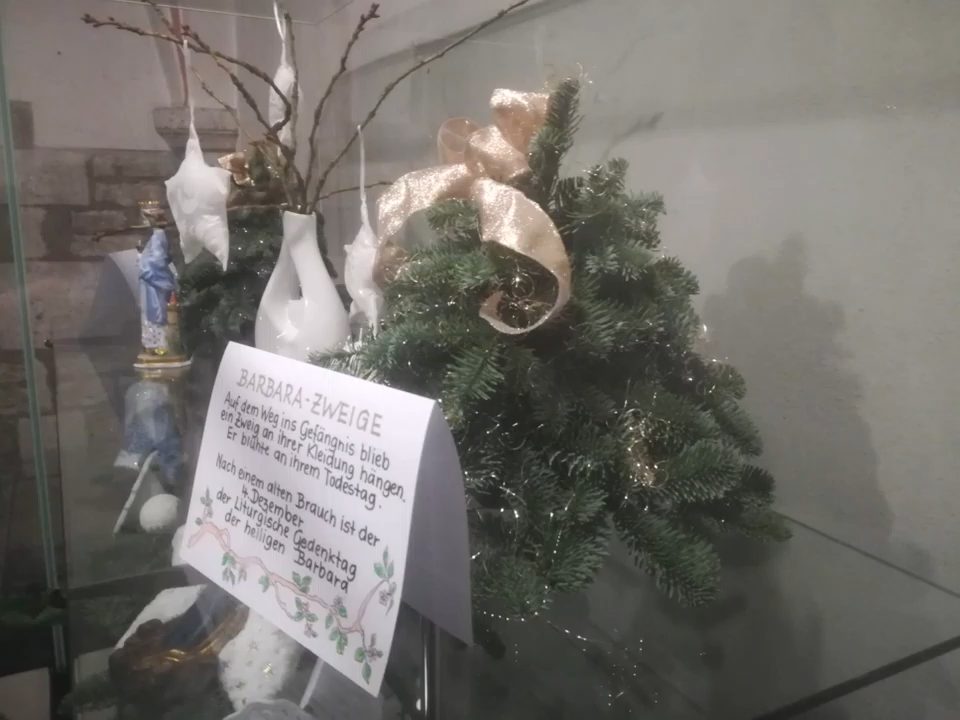 BARBARA-ZWEIGE
Auf dem Weg ins Gefängnis blieb
ein Zweig an ihrer Kleidung hängen.
Er blühte an ihrem Todestag.
Nach einem alten Brauch ist der
4. Dezember
der Liturgische Gedenktag
der heiligen Barbara